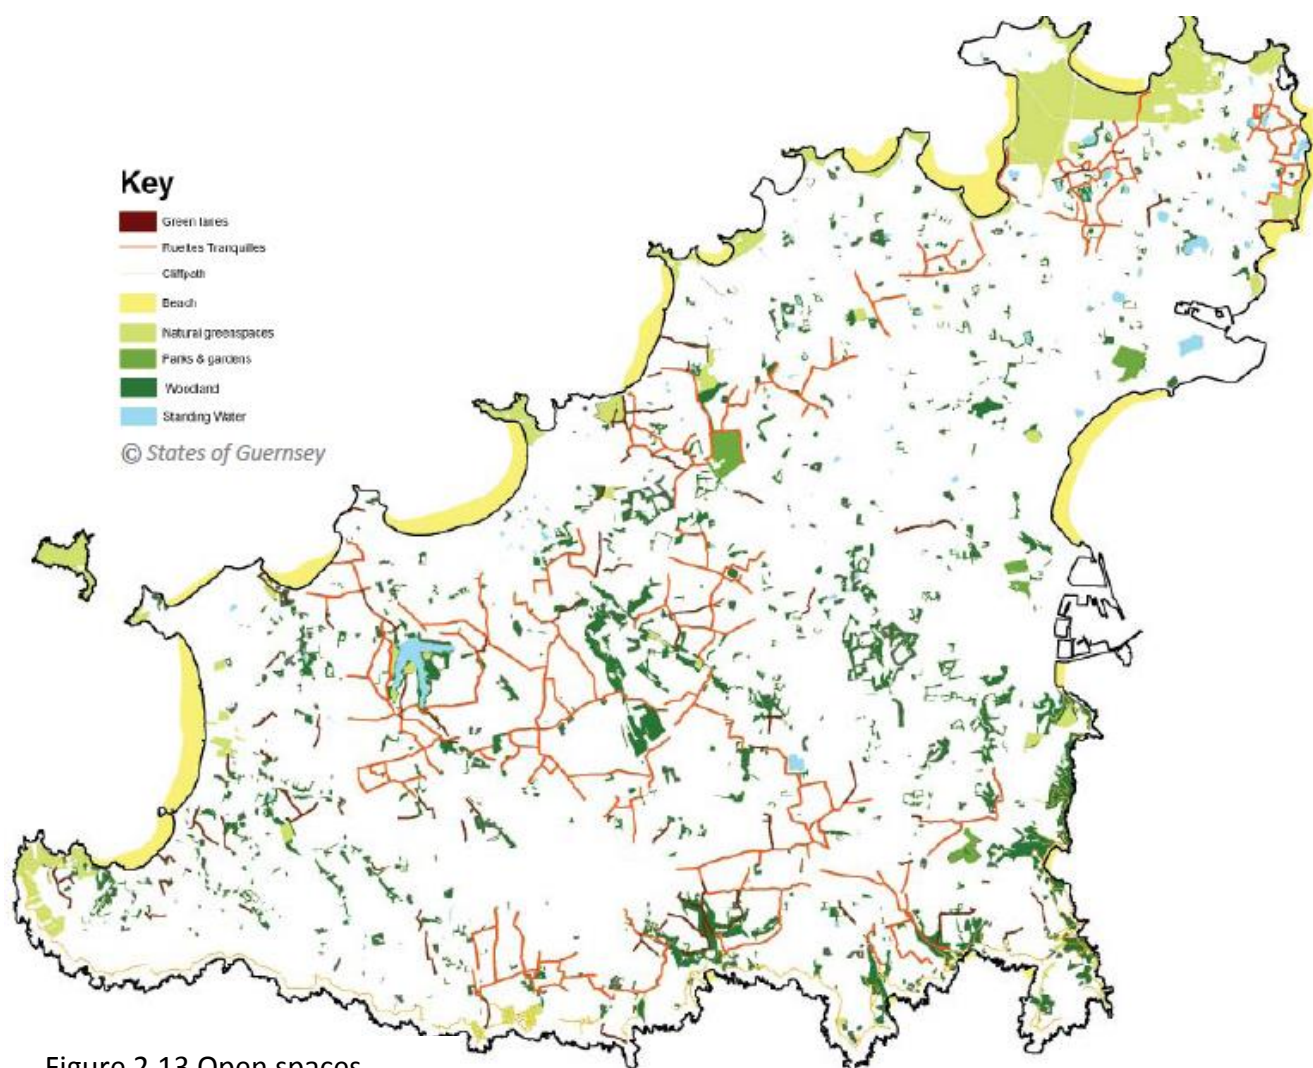 Key
Green lanes
Ruettes Tranquilles
Cliffpath
Beach
Natural greenspaces
Parks & gardens
Woodland
Standing Water
© States of Guernsey
Figure 2.13 Open spaces